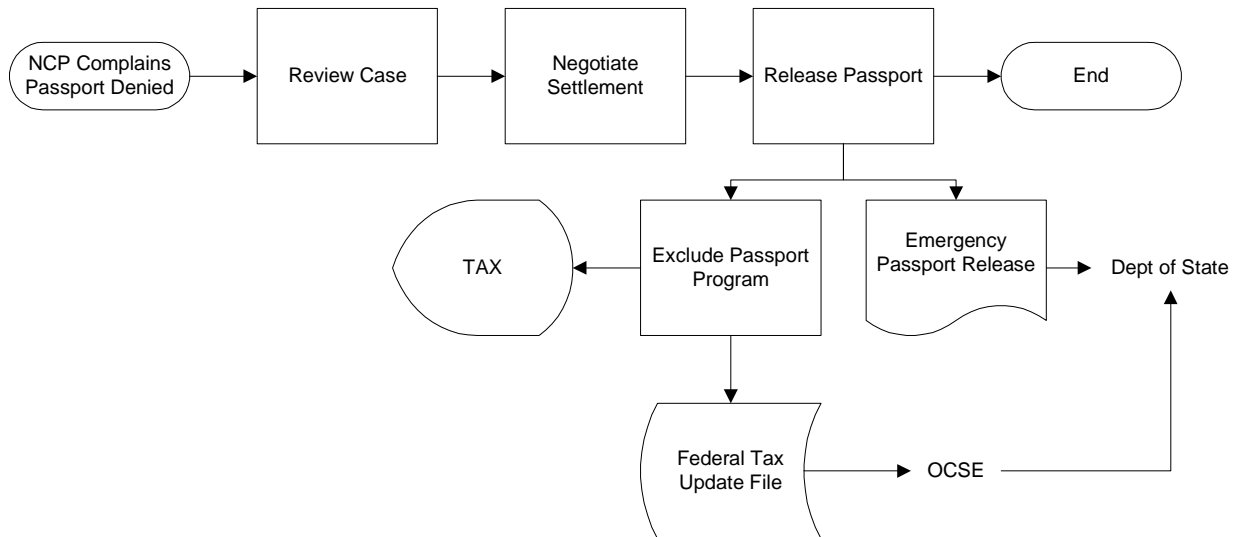 NCP Complains
Passport Denied
Review Case
Negotiate
Settlement
Release Passport
End
TAX
Exclude Passport
Program
Emergency
Passport Release
Dept of State
Federal Tax
Update File
OCSE